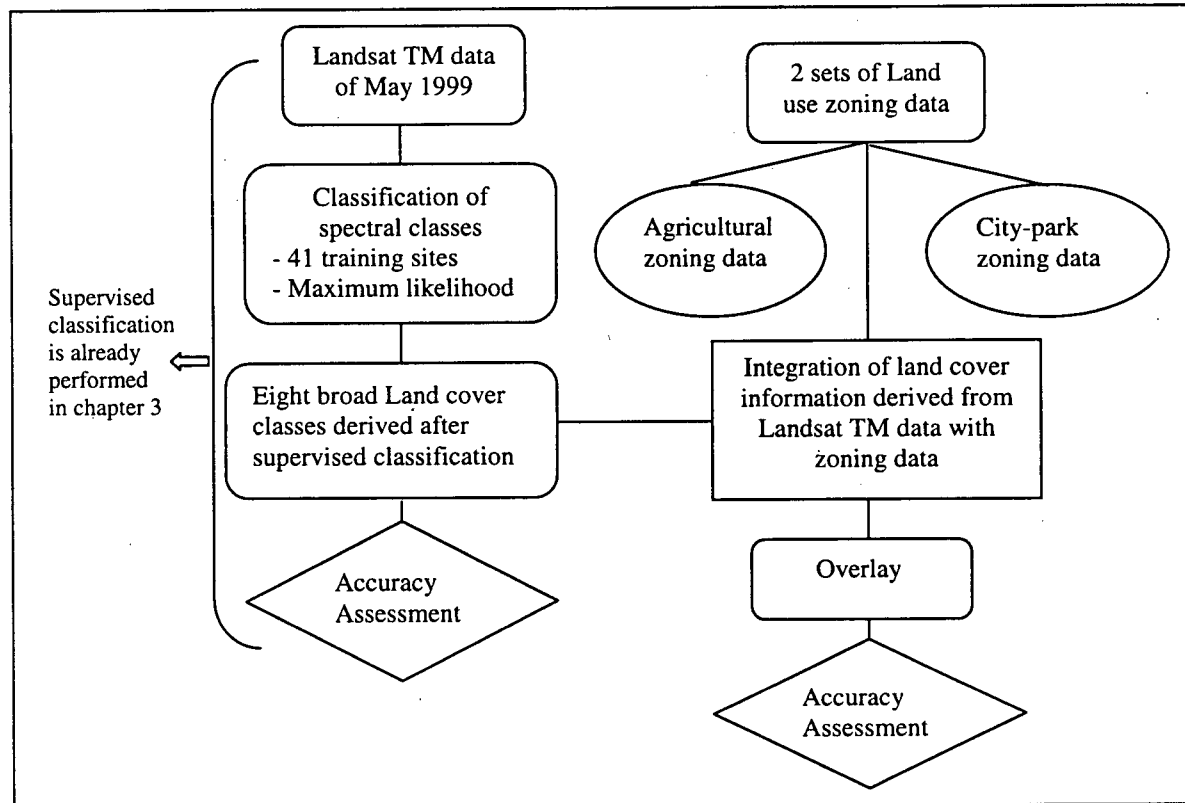 Landsat TM data
of May 1999
Classification of
spectral classes
- 41 training sites
- Maximum likelihood
Supervised
classification
is already
performed
in chapter 3
Eight broad Land cover
classes derived after
supervised classification
Accuracy
Assessment
2 sets of Land
use zoning data
Agricultural
zoning data
City-park
zoning data
Integration of land cover
information derived from
Landsat TM data with
zoning data
Overlay
Accuracy
Assessment